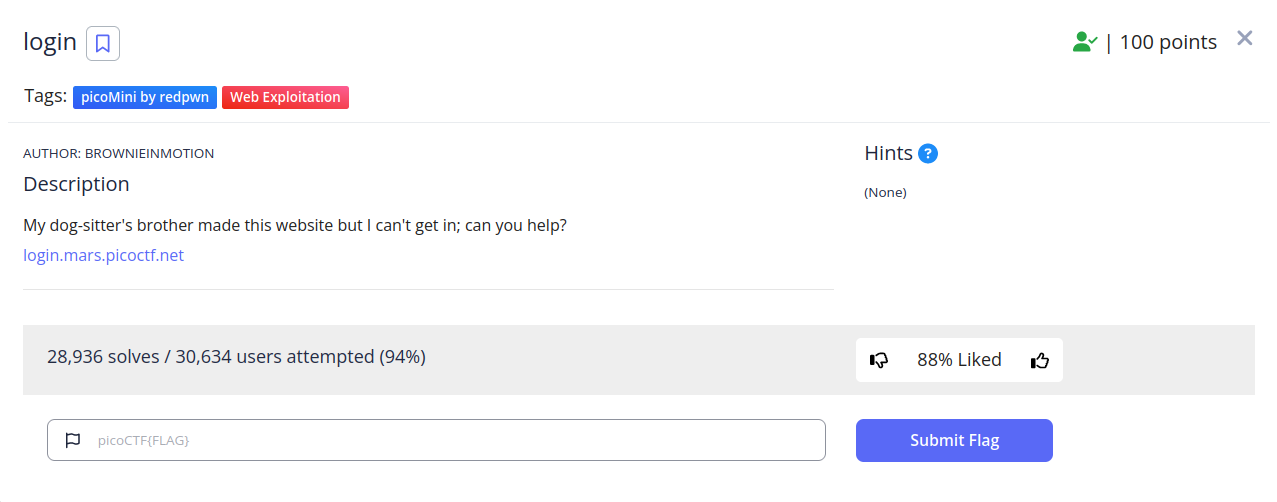 login
| 100 points
Tags: picoMini by redpwn Web Exploitation
AUTHOR: BROWNIEINMOTION
Description
My dog-sitter's brother made this website but I can't get in; can you help?
login.mars.picoctf.net
Hints ?
(None)
28,936 solves / 30,634 users attempted (94%)
88% Liked
picoCTF{FLAG}
Submit Flag